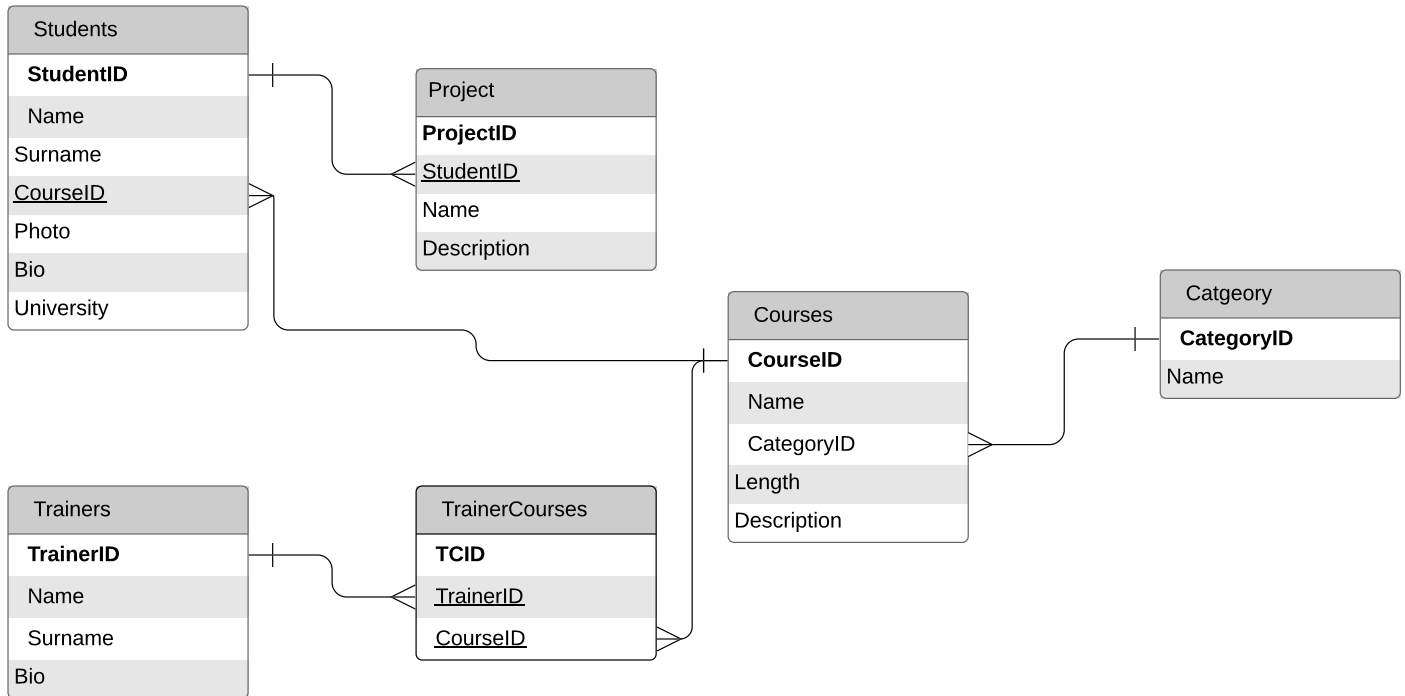 Students
StudentID
Name
Surname
CourseID
Photo
Bio
University
Project
ProjectID
StudentID
Name
Description
Courses
CourseID
Name
CategoryID
Length
Description
Catgeory
CategoryID
Name
Trainers
TrainerID
Name
Surname
Bio
TrainerCourses
TCID
TrainerID
CourseID